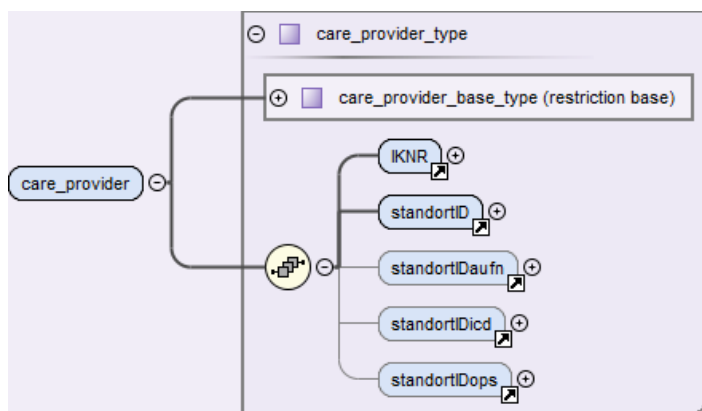 care_provider_type
care_provider_base_type (restriction base)
IKNR
care_provider
standortID
standortIDaufn
standortIDicd
standortIDops